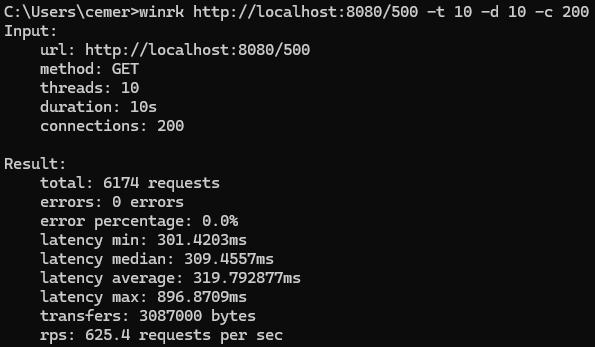 C:\Users\cemer>winrk http://localhost:8080/500 -t 10 -d 10 -c 200
Input:
    url: http://localhost:8080/500
    method: GET
    threads: 10
    duration: 10s
    connections: 200

Result:
    total: 6174 requests
    errors: 0 errors
    error percentage: 0.0%
    latency min: 301.4203ms
    latency median: 309.4557ms
    latency average: 319.792877ms
    latency max: 896.8709ms
    transfers: 3087000 bytes
    rps: 625.4 requests per sec